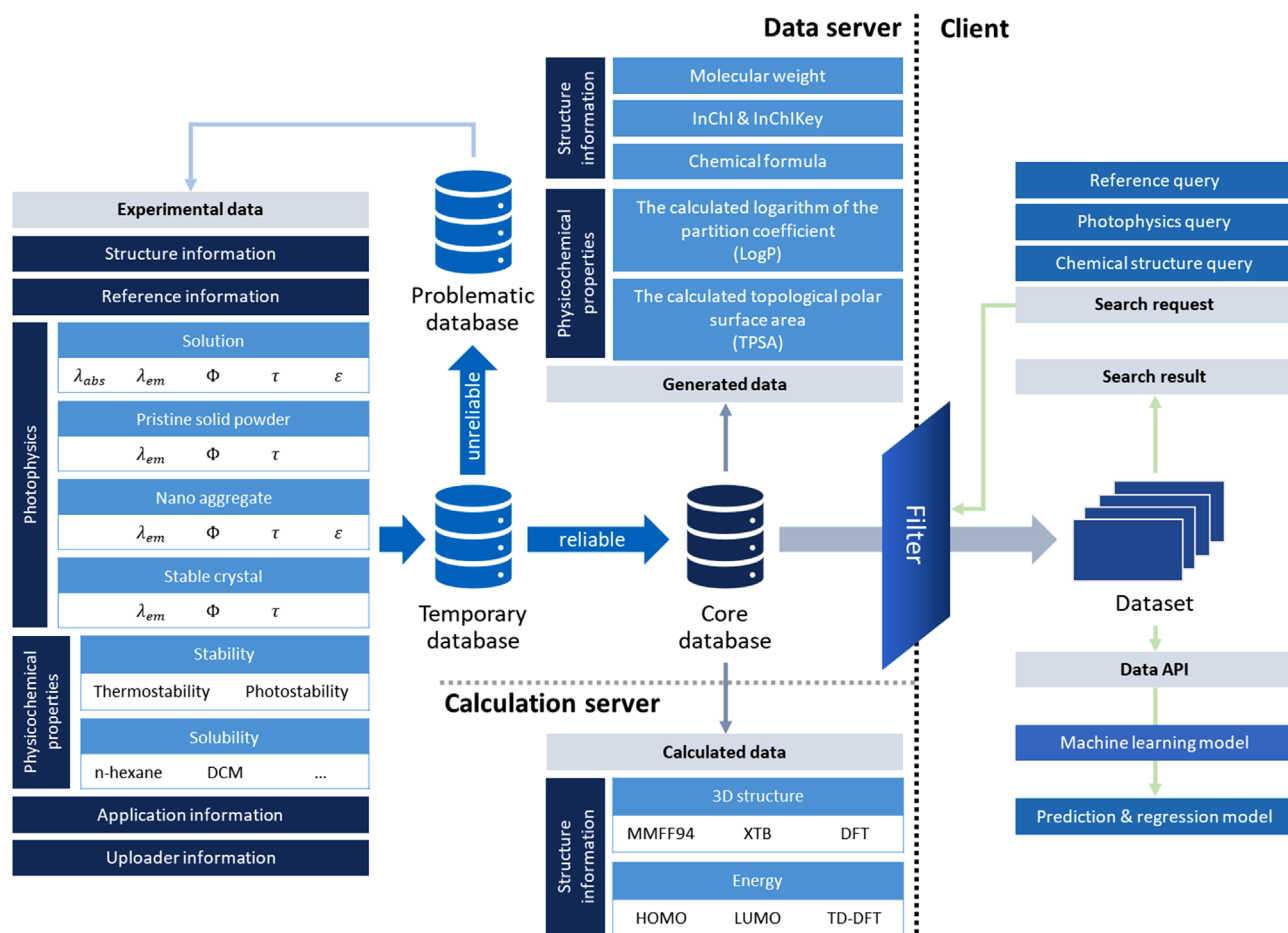 Data server
Client
Structure
information
Molecular weight
InChI & InChIKey
Chemical formula
Physicochemical
properties
The calculated logarithm of the
partition coefficient
(LogP)
The calculated topological polar
surface area
(TPSA)
Generated data
Experimental data
Structure information
Reference information
Photophysics
Solution
λabs λem Φ τ ε
Pristine solid powder
λem Φ τ
Nano aggregate
λem Φ τ ε
Stable crystal
λem Φ τ
Physicochemical
properties
Stability
Thermostability Photostability
Solubility
n-hexane DCM ...
Application information
Uploader information
Problematic
database
unreliable
Temporary
database
reliable
Core
database
Filter
Reference query
Photophysics query
Chemical structure query
Search request
Search result
Dataset
Data API
Machine learning model
Prediction & regression model
Calculation server
Calculated data
Structure
information
3D structure
MMFF94 XTB DFT
Energy
HOMO LUMO TD-DFT